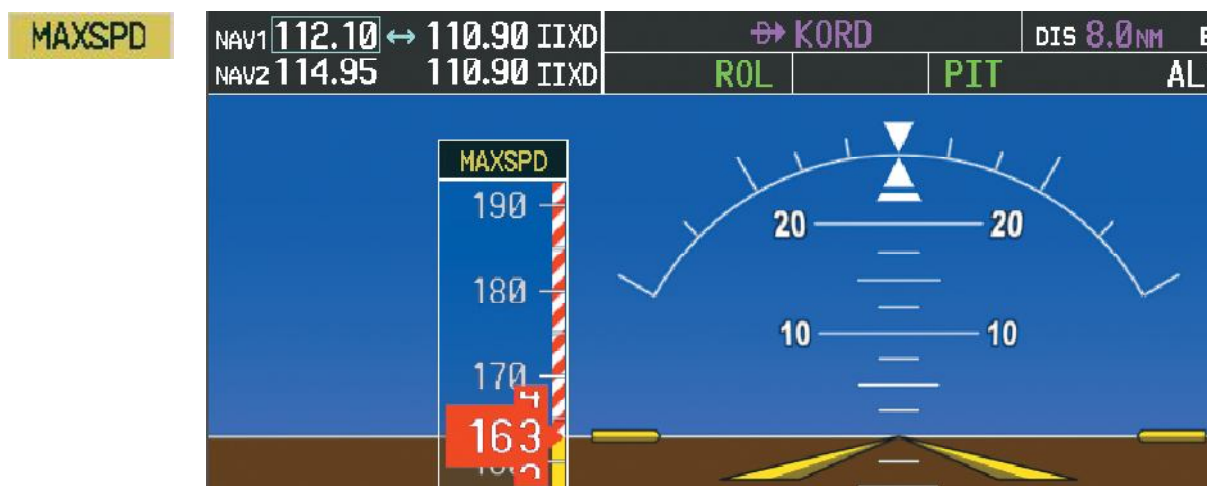 MAXSPD
NAV1 112.10 ↔ 110.90 IIXD
NAV2 114.95 110.90 IIXD
KORD DIS 8.0NM
ROL PIT AL
MAXSPD
190
180
170
4
163
20 20
10 10